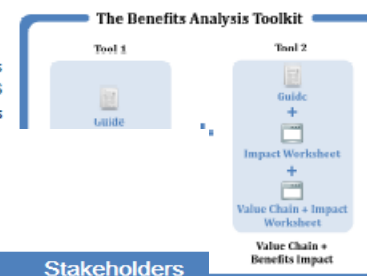 The Benefits Analysis Toolkit
Tool 1
Guide
Tool 2
Guide
+
Impact Worksheet
+
Value Chain + Impact
Worksheet
Value Chain +
Benefits Impact
Stakeholders